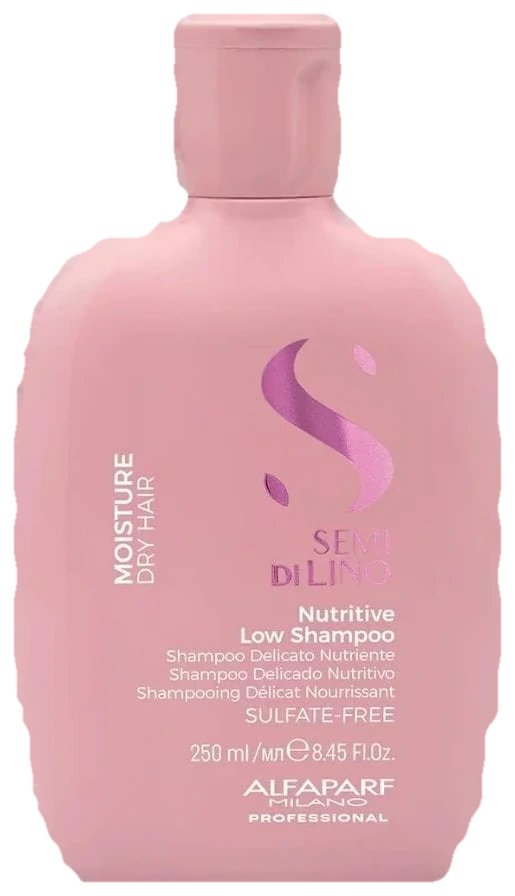 MOISTURE
DRY HAIR
SEMI
DI LINO
Nutritive
Low Shampoo
Shampoo Delicato Nutriente
Shampoo Delicado Nutritivo
Shampooing Délicat Nourrissant
SULFATE-FREE
250 ml/мл℮8.45 Fl.Oz.
ALFAPARF
MILANO
PROFESSIONAL